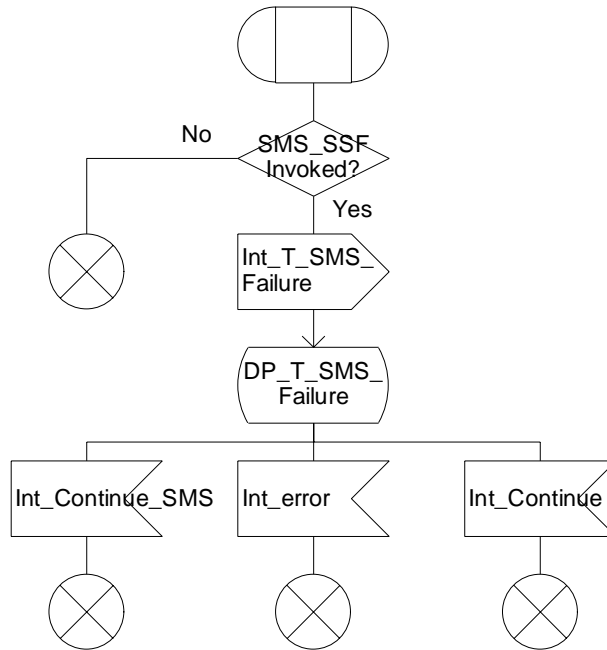 No
SMS_SSF
Invoked?
Yes
Int_T_SMS_
Failure
DP_T_SMS_
Failure
Int_Continue_SMS
Int_error
Int_Continue